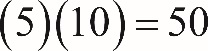 (5)(10) = 50